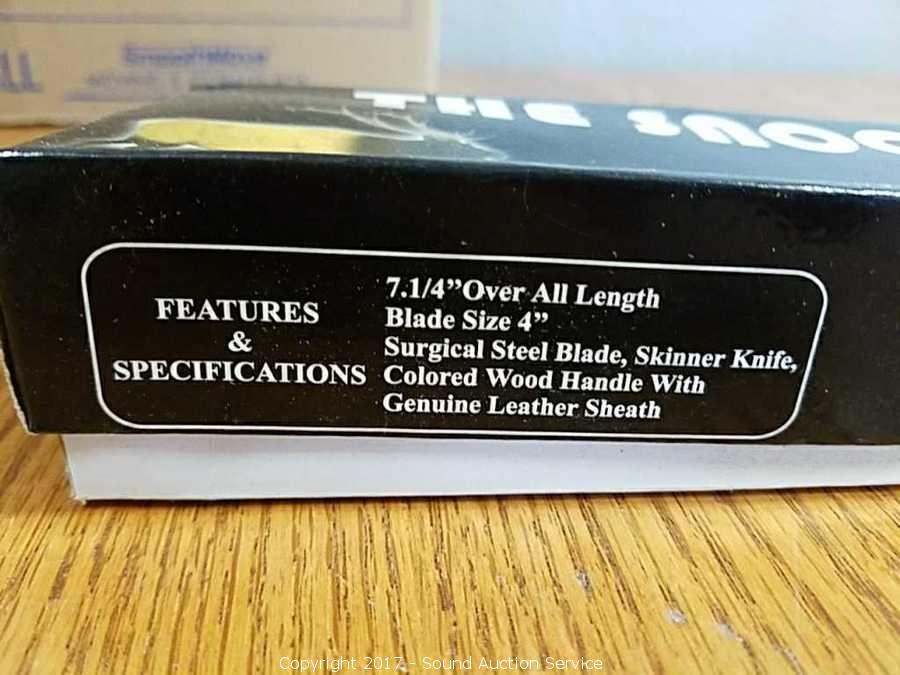 THE
FEATURES
&
SPECIFICATIONS
7.1/4”Over All Length
Blade Size 4”
Surgical Steel Blade, Skinner Knife,
Colored Wood Handle With
Genuine Leather Sheath
Copyright 2017 - Sound Auction Service